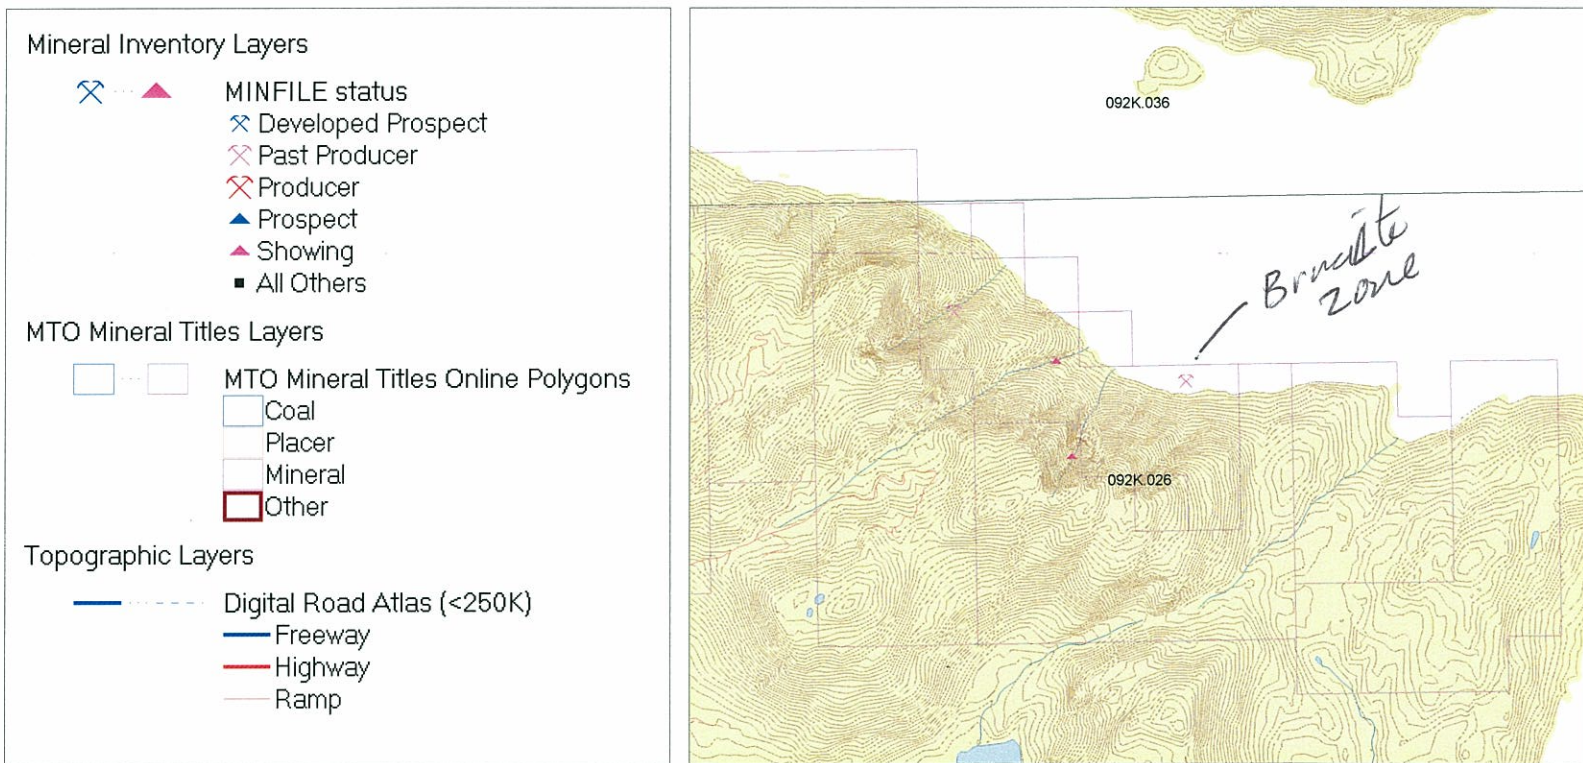 Mineral Inventory Layers
MINFILE status
Developed Prospect
Past Producer
Producer
Prospect
Showing
All Others
MTO Mineral Titles Layers
MTO Mineral Titles Online Polygons
Coal
Placer
Mineral
Other
Topographic Layers
Digital Road Atlas (<250K)
Freeway
Highway
Ramp
092K.036
Brucite
zone
092K.026